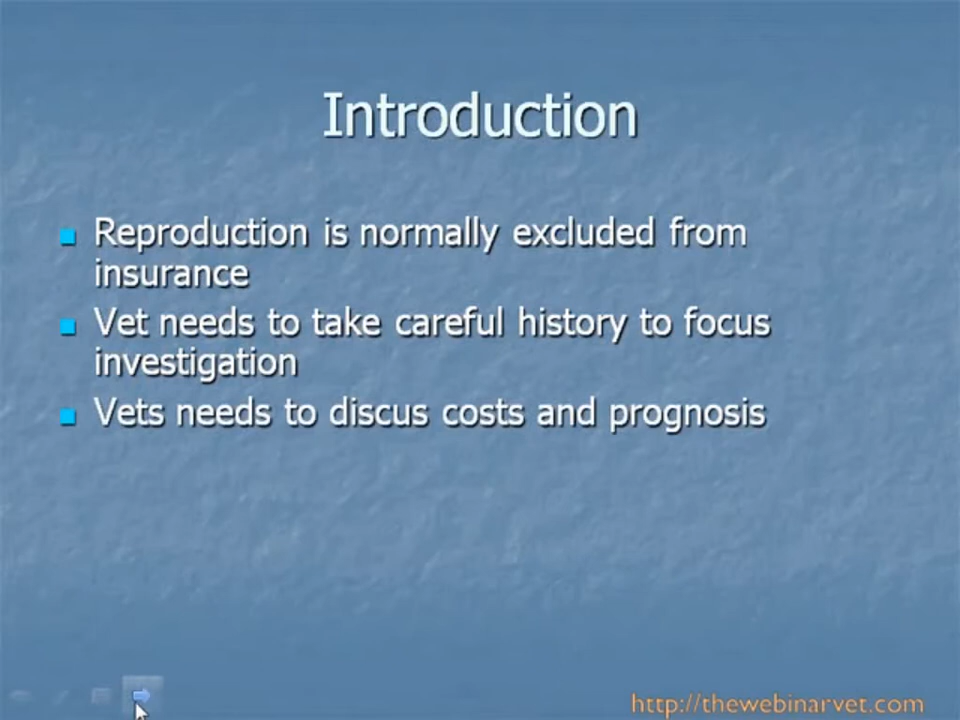 Introduction
Reproduction is normally excluded from
insurance
Vet needs to take careful history to focus
investigation
Vets needs to discus costs and prognosis
http://thewebinarvet.com